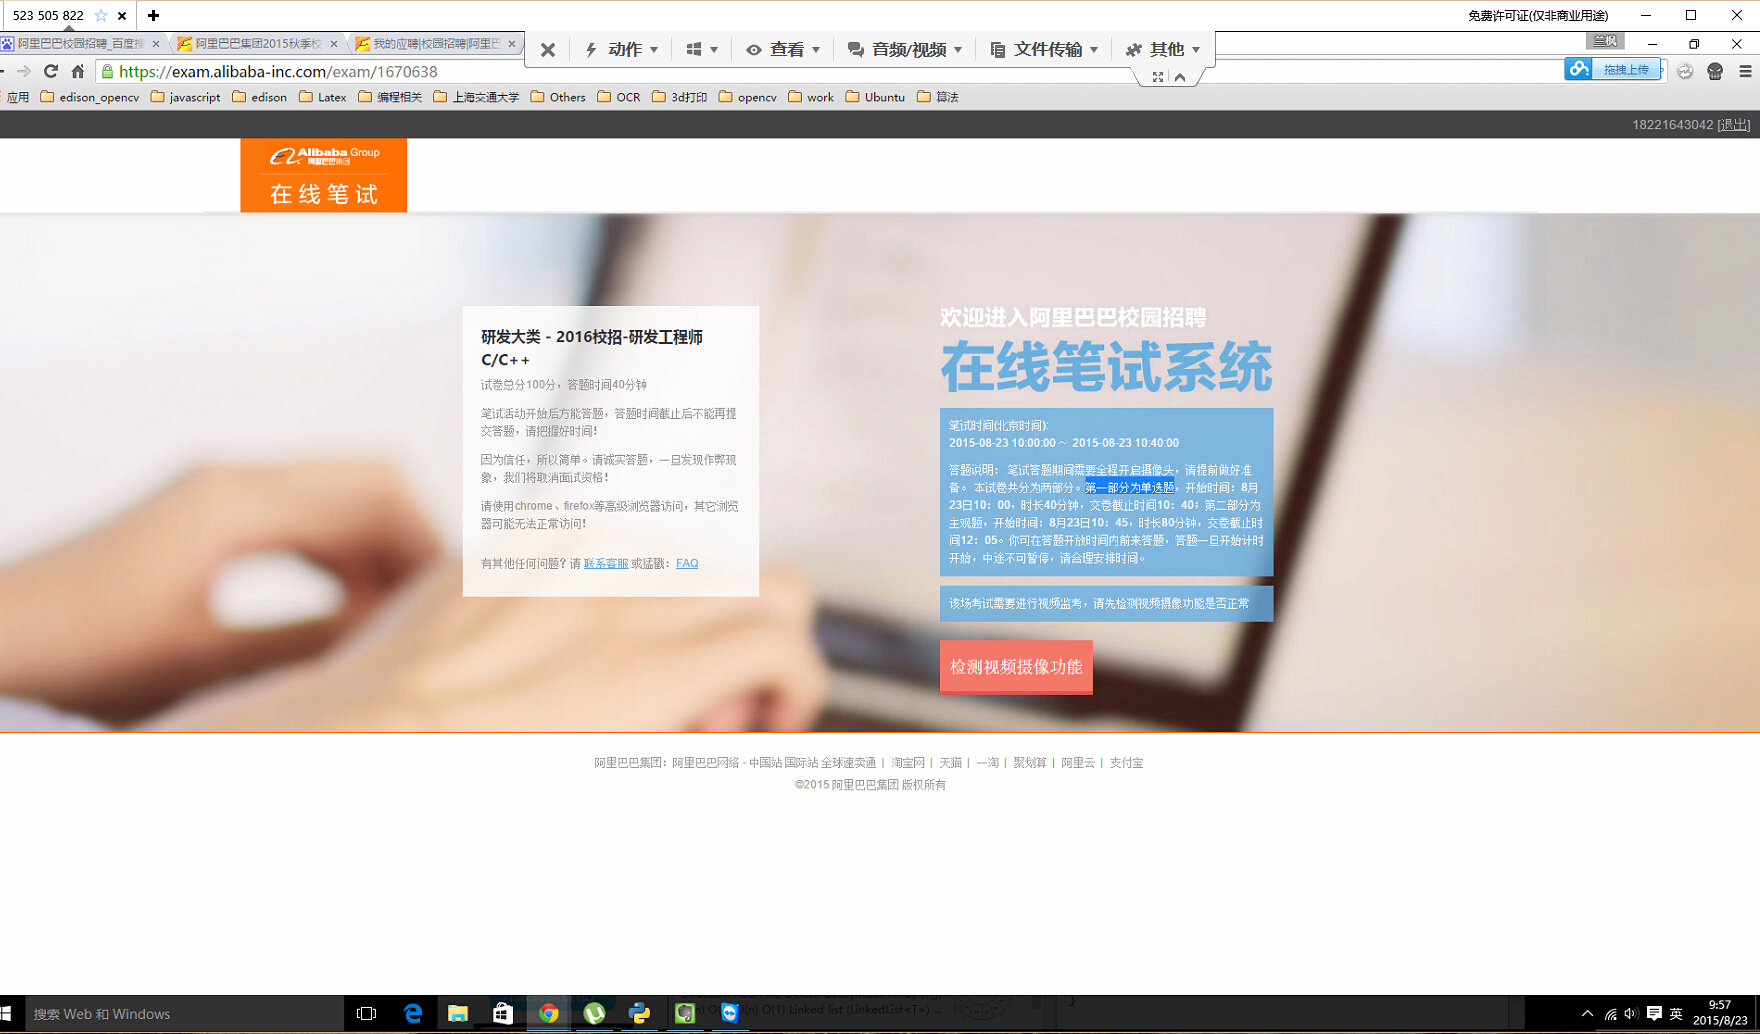 523 505 822
免费许可证(仅非商业用途)
阿里巴巴校园招聘_百度搜
阿里巴巴集团2015秋季校
我的应聘|校园招聘|阿里巴
动作
查看
音频/视频
文件传输
其他
兰枫
https://exam.alibaba-inc.com/exam/1670638
拖拽上传
应用
edison_opencv
javascript
edison
Latex
编程相关
上海交通大学
Others
OCR
3d打印
opencv
work
Ubuntu
算法
18221643042 [退出]
Alibaba Group
阿里巴巴集团
在线笔试
研发大类 - 2016校招-研发工程师
C/C++
试卷总分100分，答题时间40分钟
笔试活动开始后方能答题，答题时间截止后不能再提
交答题，请把握好时间！
因为信任，所以简单。请诚实答题，一旦发现作弊现
象，我们将取消面试资格！
请使用chrome、firefox等高级浏览器访问，其它浏览
器可能无法正常访问！
有其他任何问题？请 联系客服 或猛戳：FAQ
欢迎进入阿里巴巴校园招聘
在线笔试系统
笔试时间(北京时间):
2015-08-23 10:00:00 ～ 2015-08-23 10:40:00
答题说明： 笔试答题期间需要全程开启摄像头，请提前做好准
备。 本试卷共分为两部分。第一部分为单选题，开始时间：8月
23日10：00，时长40分钟，交卷截止时间10：40；第二部分为
主观题，开始时间：8月23日10：45，时长80分钟，交卷截止时
间12：05。你可在答题开放时间内前来答题，答题一旦开始计时
开始，中途不可暂停，请合理安排时间。
该场考试需要进行视频监考，请先检测视频摄像功能是否正常
检测视频摄像功能
阿里巴巴集团：阿里巴巴网络 - 中国站 国际站 全球速卖通 | 淘宝网 | 天猫 | 一淘 | 聚划算 | 阿里云 | 支付宝
©2015 阿里巴巴集团 版权所有
搜索 Web 和 Windows
O(1) Linked list (LinkedList<T>) ...
英
9:57
2015/8/23